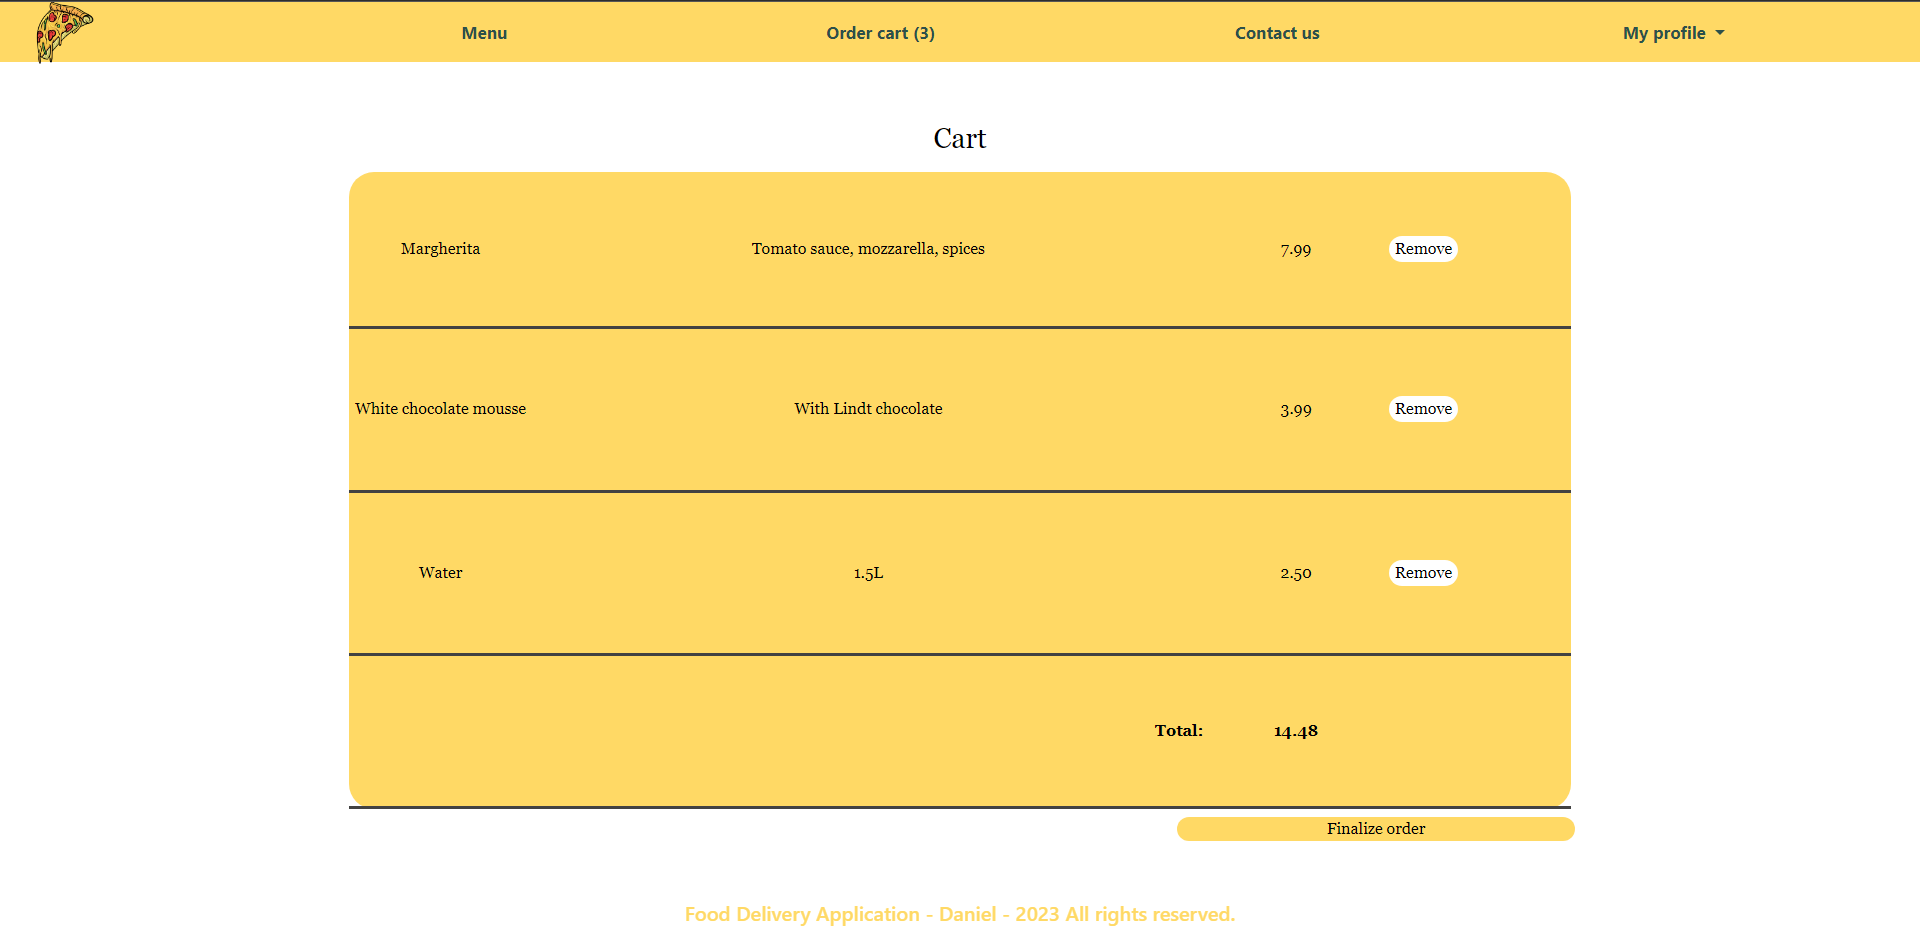 Menu Order cart (3) Contact us My profile
Cart
Margherita Tomato sauce, mozzarella, spices 7.99 Remove
White chocolate mousse With Lindt chocolate 3.99 Remove
Water 1.5L 2.50 Remove
Total: 14.48
Finalize order
Food Delivery Application - Daniel - 2023 All rights reserved.